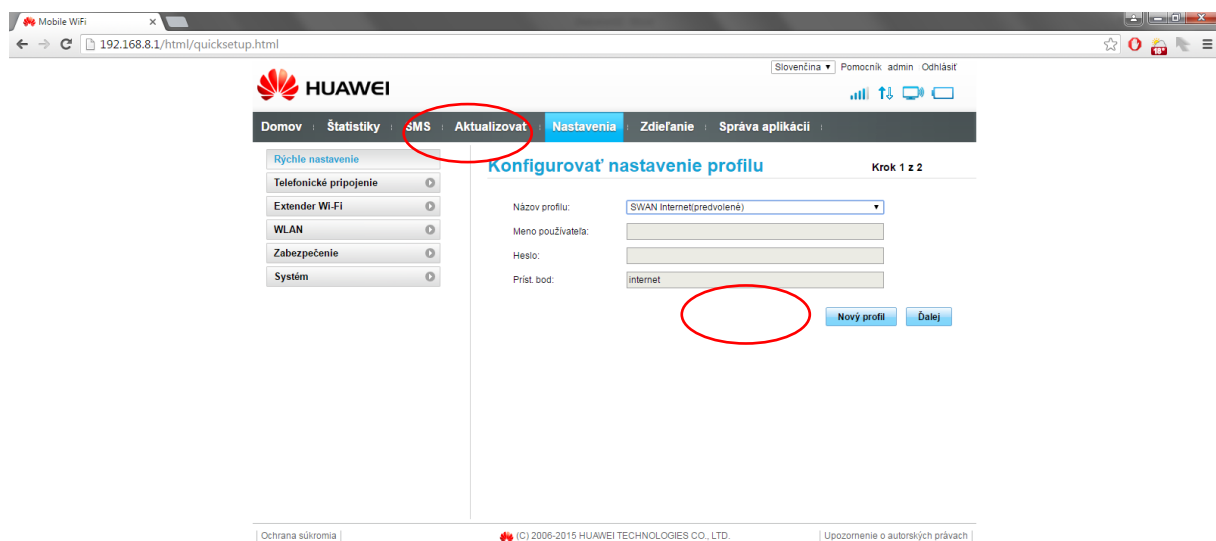 Mobile WiFi
192.168.8.1/html/quicksetup.html
18°
Slovenčina Pomocník admin Odhlásiť
HUAWEI
Domov Štatistiky SMS Aktualizovať Nastavenia Zdieľanie Správa aplikácií
Rýchle nastavenie
Telefonické pripojenie
Extender Wi-Fi
WLAN
Zabezpečenie
Systém
Konfigurovať nastavenie profilu
Krok 1 z 2
Názov profilu: SWAN Internet(predvolené)
Meno používateľa:
Heslo:
Príst. bod: internet
Nový profil Ďalej
Ochrana súkromia | (C) 2006-2015 HUAWEI TECHNOLOGIES CO., LTD. | Upozornenie o autorských právach |